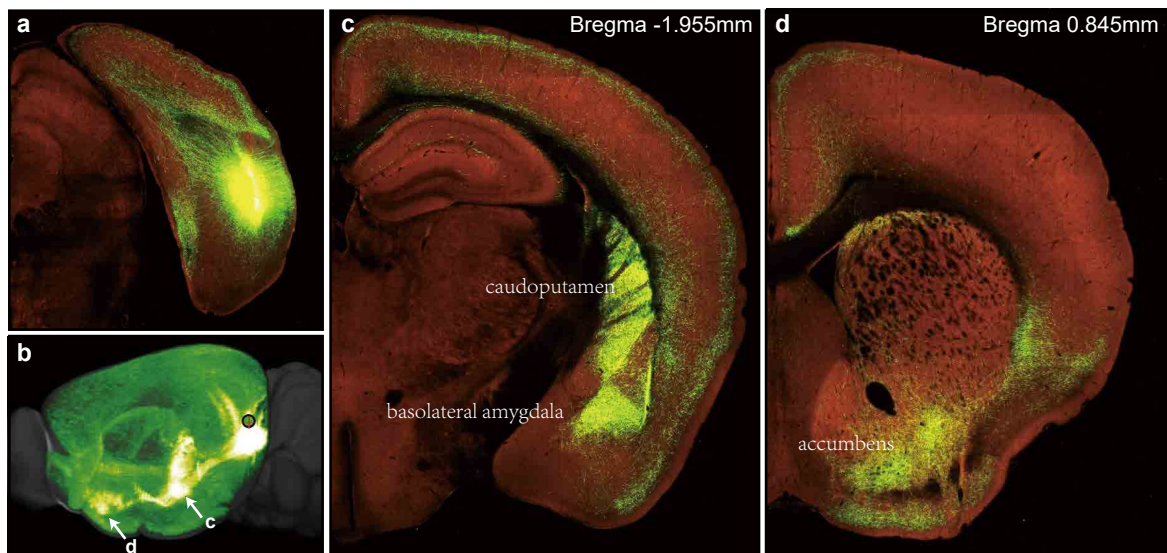 a
b
c
d
c
Bregma -1.955mm
caudoputamen
basolateral amygdala
d
Bregma 0.845mm
accumbens